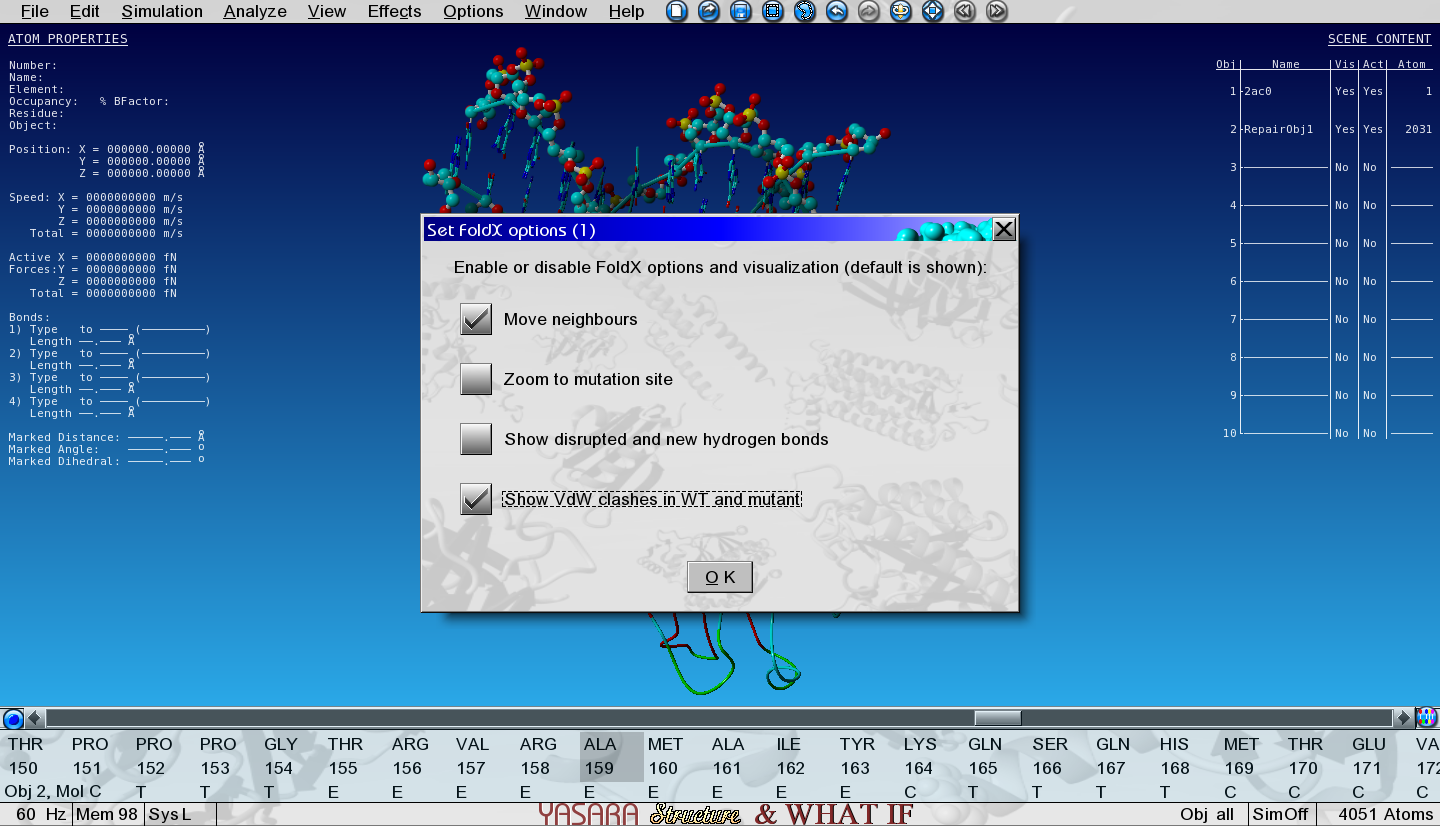 File Edit Simulation Analyze View Effects Options Window Help
ATOM PROPERTIES
Number:
Name:
Element:
Occupancy: % BFactor:
Residue:
Object:
Position: X = 000000.00000 Å
Y = 000000.00000 Å
Z = 000000.00000 Å
Speed: X = 0000000000 m/s
Y = 0000000000 m/s
Z = 0000000000 m/s
Total = 0000000000 m/s
Active X = 0000000000 fN
Forces:Y = 0000000000 fN
Z = 0000000000 fN
Total = 0000000000 fN
Bonds:
1) Type to ──── (─────────)
Length ──.─── Å
2) Type to ──── (─────────)
Length ──.─── Å
3) Type to ──── (─────────)
Length ──.─── Å
4) Type to ──── (─────────)
Length ──.─── Å
Marked Distance: ─────.─── Å
Marked Angle: ─────.─── º
Marked Dihedral: ─────.─── º
SCENE CONTENT
Obj Name Vis Act Atom
1 2ac0 Yes Yes 1
2 RepairObj1 Yes Yes 2031
3 No No
4 No No
5 No No
6 No No
7 No No
8 No No
9 No No
10 No No
Set FoldX options (1)
Enable or disable FoldX options and visualization (default is shown):
Move neighbours
Zoom to mutation site
Show disrupted and new hydrogen bonds
Show VdW clashes in WT and mutant
O K
THR PRO PRO PRO GLY THR ARG VAL ARG ALA MET ALA ILE TYR LYS GLN SER GLN HIS MET THR GLU VA
150 151 152 153 154 155 156 157 158 159 160 161 162 163 164 165 166 167 168 169 170 171 172
Obj 2, Mol C T T T E E E E E E E E E C T T T T C C C C
60 Hz Mem 98 Sys L YASARA Structure & WHAT IF Obj all Sim Off 4051 Atoms